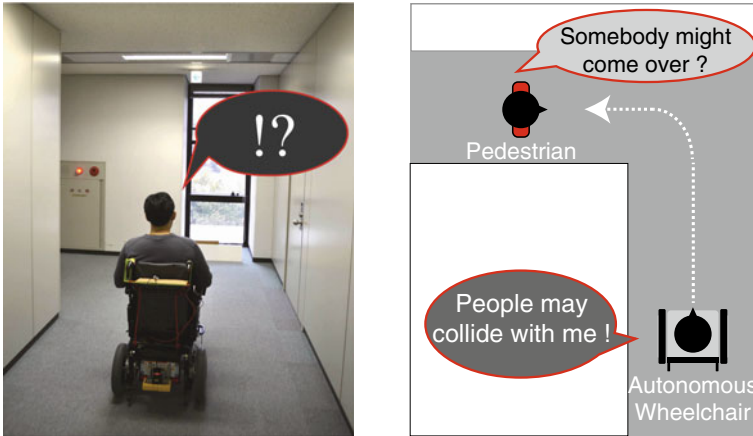 !?
Somebody might
come over ?
Pedestrian
People may
collide with me !
Autonomous
Wheelchair